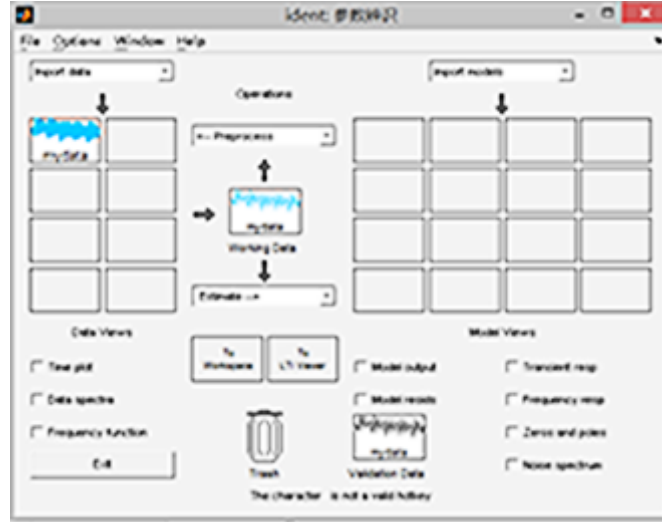 ident: 参数辨识
File Options Window Help
Import data
Import models
Operations
<-- Preprocess
mydata
mydata
Working Data
Estimate -->
Data Views
Model Views
To Workspace
To LTI Viewer
Time plot
Model output
Transient resp
Data spectra
Model resids
Frequency resp
Frequency function
mydata
Zeros and poles
Exit
Trash
Validation Data
Noise spectrum
The character is not a valid hotkey